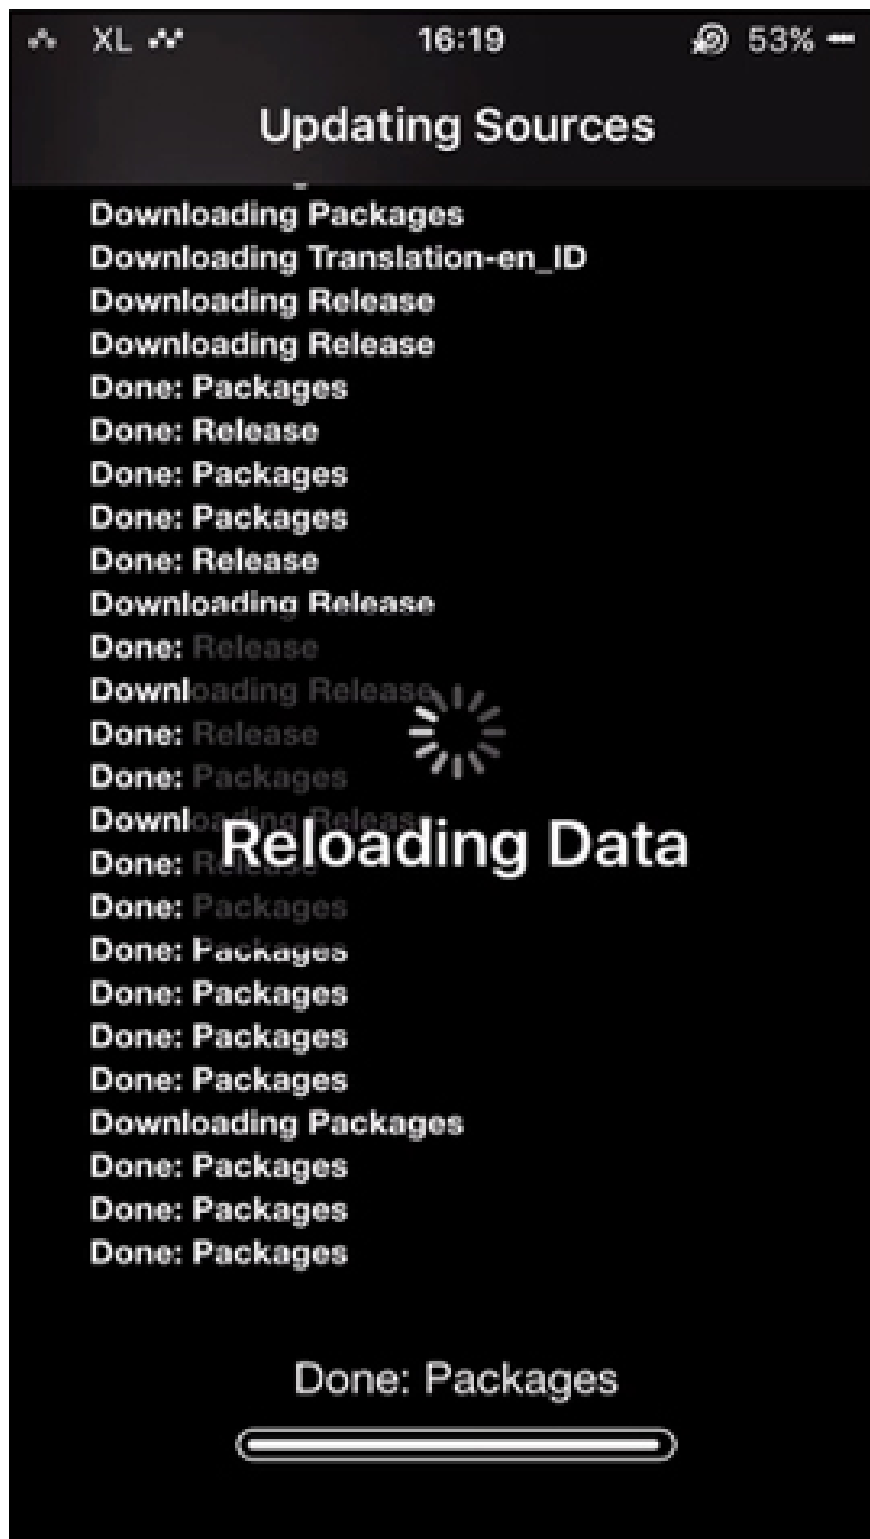 XL 16:19 53%
Updating Sources
Downloading Packages
Downloading Translation-en_ID
Downloading Release
Downloading Release
Done: Packages
Done: Release
Done: Packages
Done: Packages
Done: Release
Downloading Release
Done: Release
Downloading Release
Done: Release
Done: Packages
Downloading Release
Reloading Data
Done: Release
Done: Packages
Done: Packages
Done: Packages
Done: Packages
Done: Packages
Downloading Packages
Done: Packages
Done: Packages
Done: Packages
Done: Packages